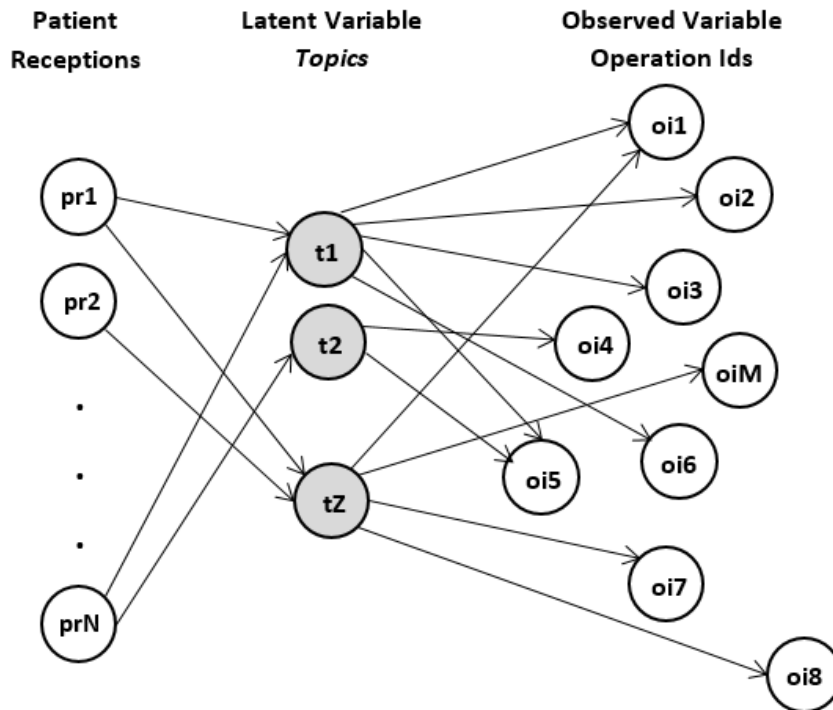 Patient
Receptions
Latent Variable
Topics
Observed Variable
Operation Ids
pr1
pr2
.
.
.
prN
t1
t2
tZ
oi1
oi2
oi3
oi4
oiM
oi6
oi5
oi7
oi8